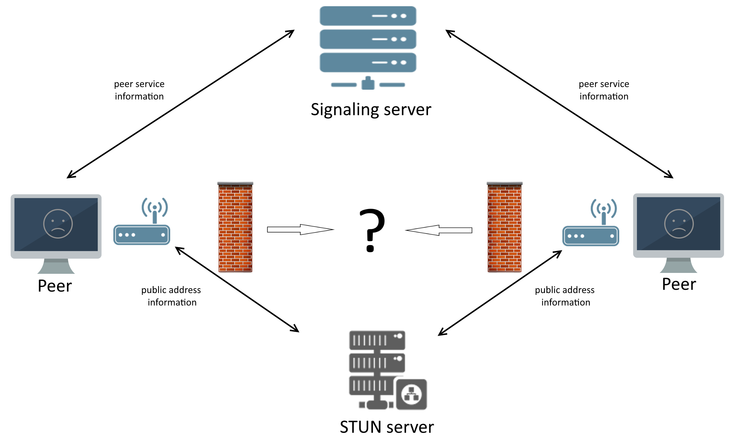 Signaling server
peer service
information
peer service
information
?
Peer
Peer
public address
information
public address
information
STUN server